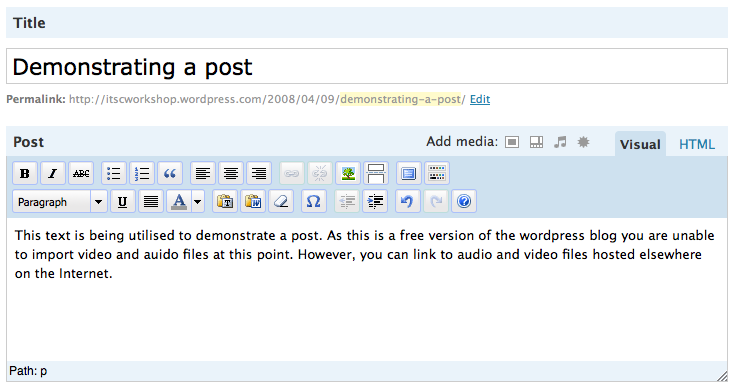 Title
Demonstrating a post
Permalink: http://itscworkshop.wordpress.com/2008/04/09/demonstrating-a-post/ Edit
Post Add media: Visual HTML
B I ABC
Paragraph U A T W Ω ?
This text is being utilised to demonstrate a post. As this is a free version of the wordpress blog you are unable
to import video and auido files at this point. However, you can link to audio and video files hosted elsewhere
on the Internet.
Path: p